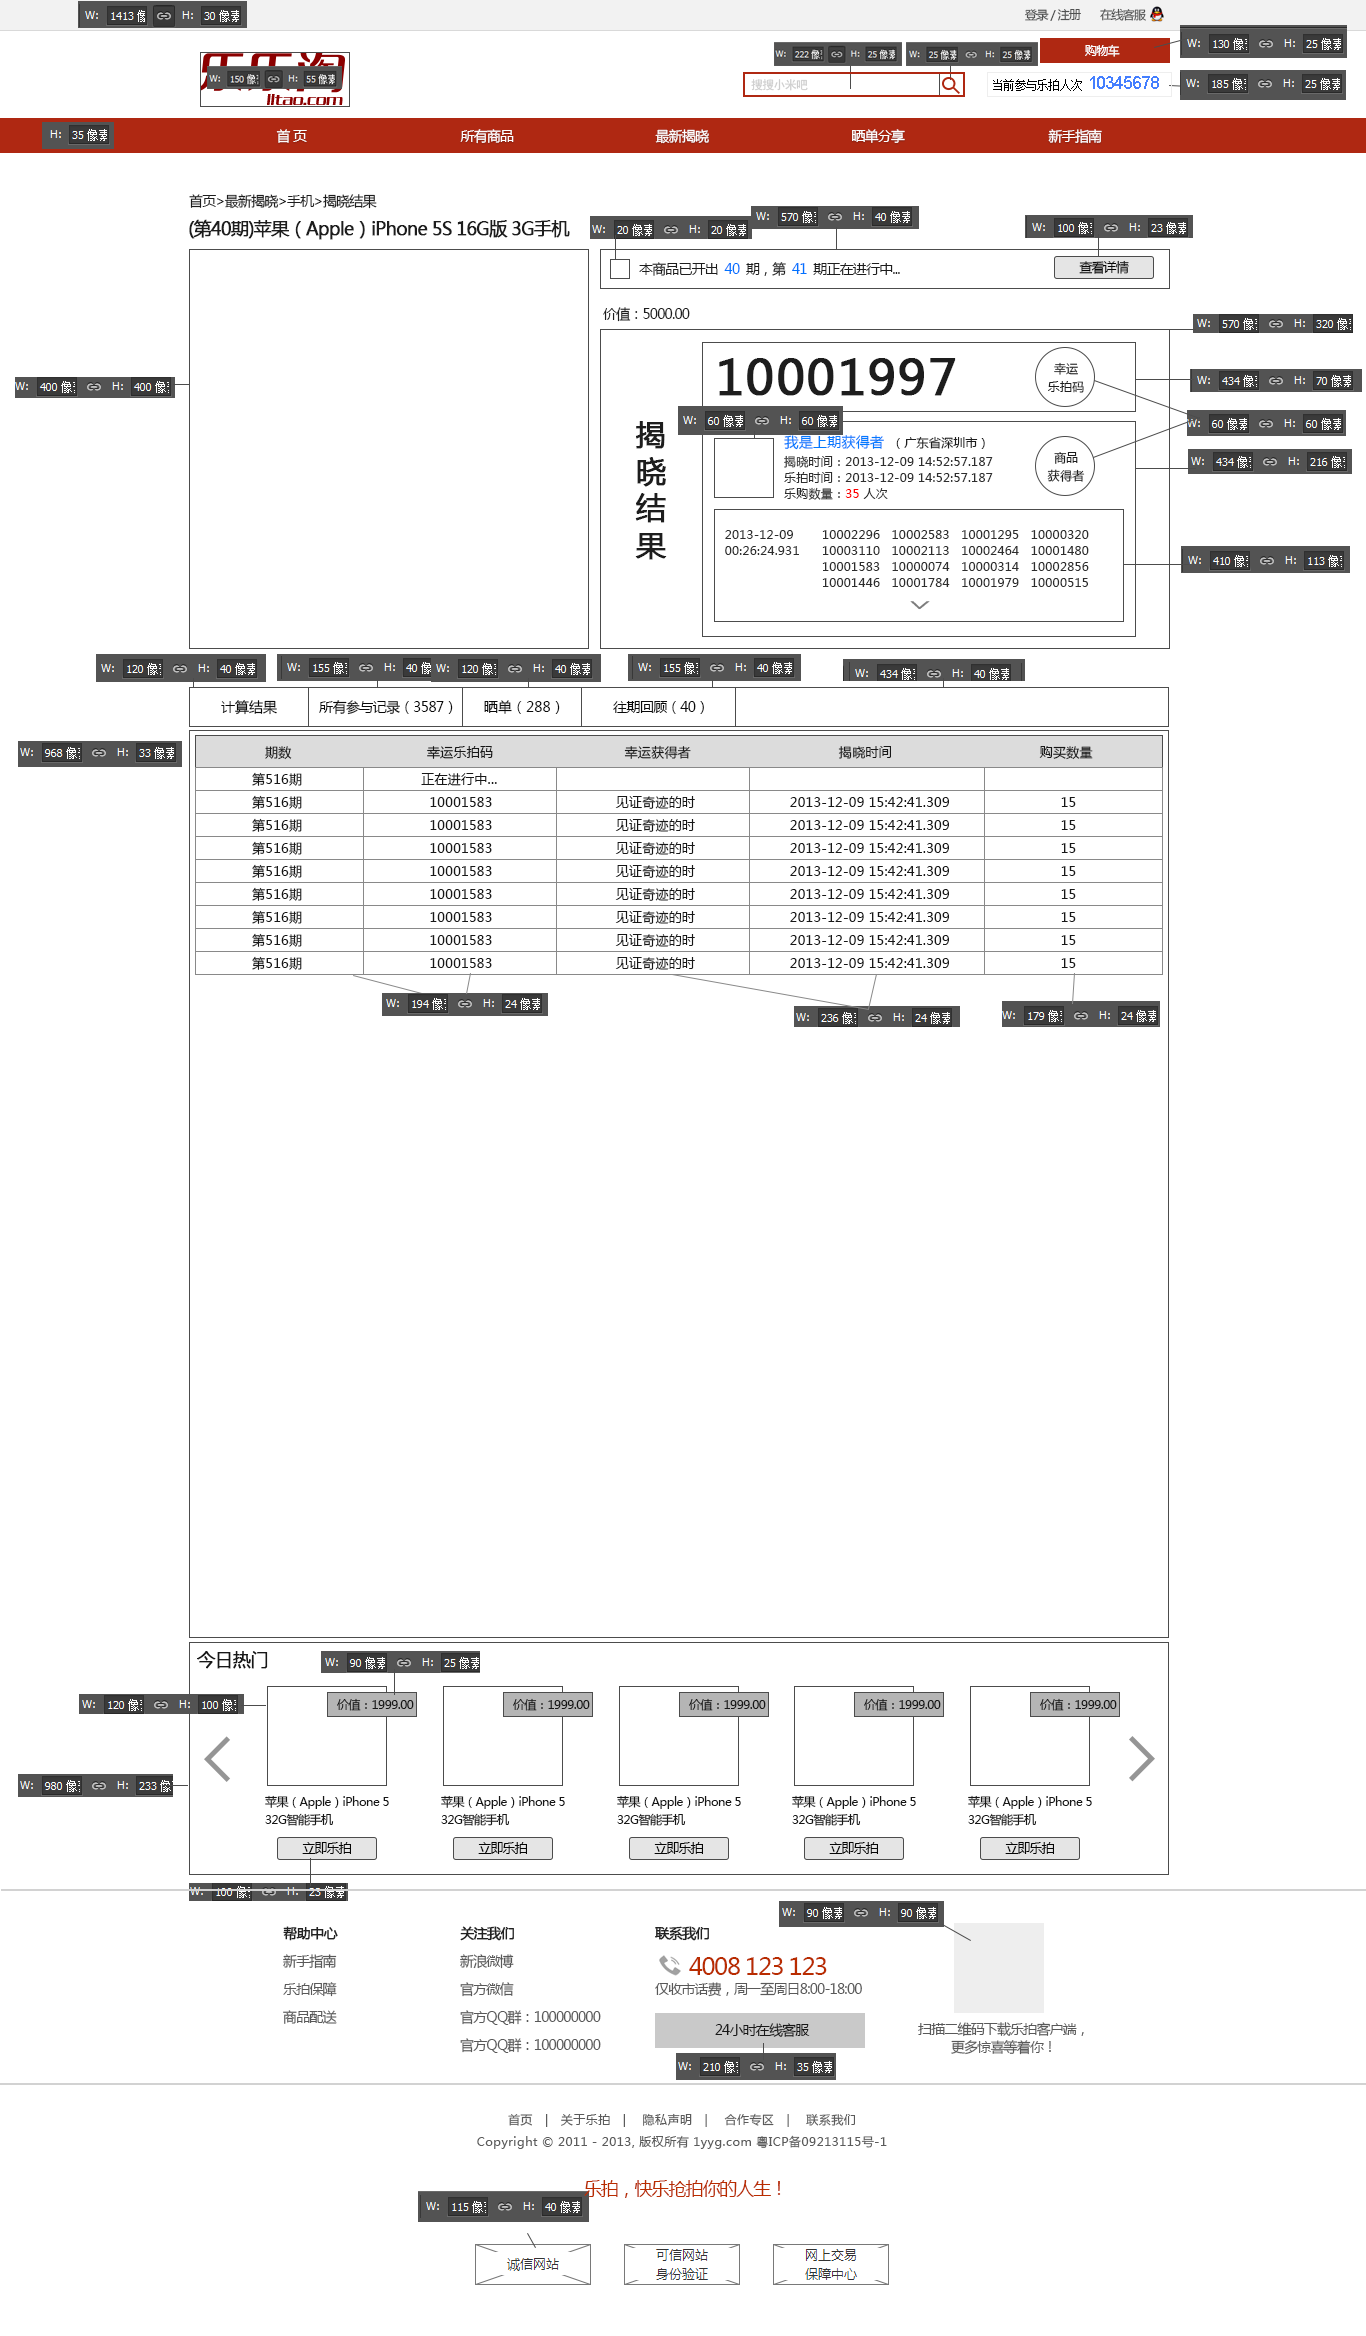 W: 1413 像 H: 30 像素
登录 / 注册 在线客服
W: 222 像素 H: 25 像素 W: 25 像素 H: 25 像素
购物车
W: 130 像素 H: 25 像素
乐乐淘
lltao.com
W: 150 像素 H: 55 像素
搜搜小米吧
当前参与乐拍人次 10345678
W: 185 像素 H: 25 像素
H: 35 像素
首 页 所有商品 最新揭晓 晒单分享 新手指南
首页>最新揭晓>手机>揭晓结果
(第40期)苹果（Apple）iPhone 5S 16G版 3G手机
W: 20 像素 H: 20 像素
W: 570 像素 H: 40 像素
W: 100 像素 H: 23 像素
本商品已开出 40 期，第 41 期正在进行中...
查看详情
价值：5000.00
W: 570 像素 H: 320 像素
W: 400 像素 H: 400 像素
揭晓结果
10001997
幸运
乐拍码
W: 434 像素 H: 70 像素
W: 60 像素 H: 60 像素
W: 60 像素 H: 60 像素
我是上期获得者 （广东省深圳市）
揭晓时间：2013-12-09 14:52:57.187
乐拍时间：2013-12-09 14:52:57.187
乐购数量：35 人次
商品
获得者
W: 434 像素 H: 216 像素
2013-12-09 10002296 10002583 10001295 10000320
00:26:24.931 10003110 10002113 10002464 10001480
10001583 10000074 10000314 10002856
10001446 10001784 10001979 10000515
W: 410 像素 H: 113 像素
W: 120 像素 H: 40 像素 W: 155 像素 H: 40 像 W: 120 像素 H: 40 像素 W: 155 像素 H: 40 像素 W: 434 像素 H: 40 像素
计算结果 所有参与记录（3587） 晒单（288） 往期回顾（40）
W: 968 像素 H: 33 像素
期数 幸运乐拍码 幸运获得者 揭晓时间 购买数量
第516期 正在进行中...
第516期 10001583 见证奇迹的时 2013-12-09 15:42:41.309 15
第516期 10001583 见证奇迹的时 2013-12-09 15:42:41.309 15
第516期 10001583 见证奇迹的时 2013-12-09 15:42:41.309 15
第516期 10001583 见证奇迹的时 2013-12-09 15:42:41.309 15
第516期 10001583 见证奇迹的时 2013-12-09 15:42:41.309 15
第516期 10001583 见证奇迹的时 2013-12-09 15:42:41.309 15
第516期 10001583 见证奇迹的时 2013-12-09 15:42:41.309 15
第516期 10001583 见证奇迹的时 2013-12-09 15:42:41.309 15
W: 194 像素 H: 24 像素 W: 236 像素 H: 24 像素 W: 179 像素 H: 24 像素
今日热门
W: 90 像素 H: 25 像素
W: 120 像素 H: 100 像素
价值：1999.00 价值：1999.00 价值：1999.00 价值：1999.00 价值：1999.00
W: 980 像素 H: 233 像素
苹果（Apple）iPhone 5 苹果（Apple）iPhone 5 苹果（Apple）iPhone 5 苹果（Apple）iPhone 5 苹果（Apple）iPhone 5
32G智能手机 32G智能手机 32G智能手机 32G智能手机 32G智能手机
立即乐拍 立即乐拍 立即乐拍 立即乐拍 立即乐拍
W: 100 像素 H: 23 像素
W: 90 像素 H: 90 像素
帮助中心
新手指南
乐拍保障
商品配送
关注我们
新浪微博
官方微信
官方QQ群：100000000
官方QQ群：100000000
联系我们
4008 123 123
仅收市话费，周一至周日8:00-18:00
24小时在线客服
W: 210 像素 H: 35 像素
扫描二维码下载乐拍客户端，
更多惊喜等着你！
首页 | 关于乐拍 | 隐私声明 | 合作专区 | 联系我们
Copyright © 2011 - 2013, 版权所有 1yyg.com 粤ICP备09213115号-1
乐拍，快乐抢拍你的人生！
W: 115 像素 H: 40 像素
诚信网站
可信网站
身份验证
网上交易
保障中心